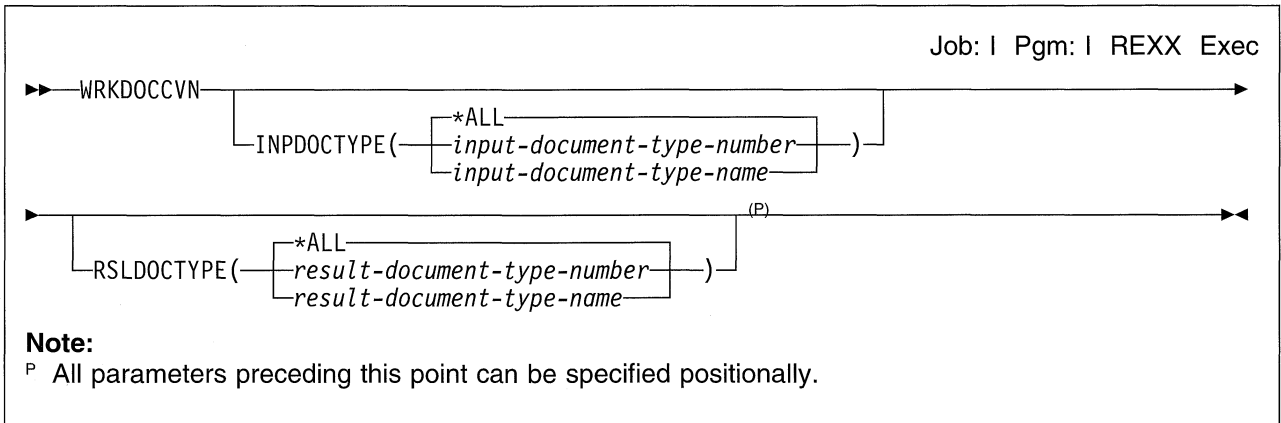 Job: I Pgm: I REXX Exec
WRKDOCCVN
*ALL
INPDOCTYPE( input-document-type-number )
input-document-type-name
(P)
*ALL
RSLDOCTYPE( result-document-type-number )
result-document-type-name
Note:
P All parameters preceding this point can be specified positionally.